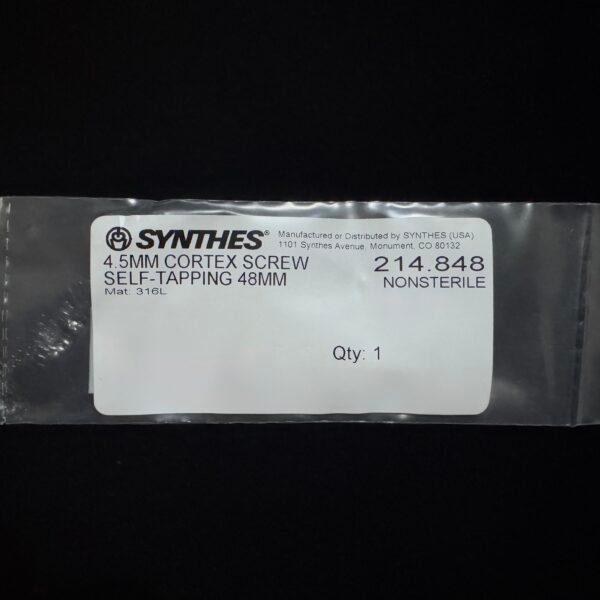 SYNTHES®
Manufactured or Distributed by SYNTHES (USA)
1101 Synthes Avenue, Monument, CO 80132
4.5MM CORTEX SCREW
SELF-TAPPING 48MM
Mat: 316L
214.848
NONSTERILE
Qty: 1